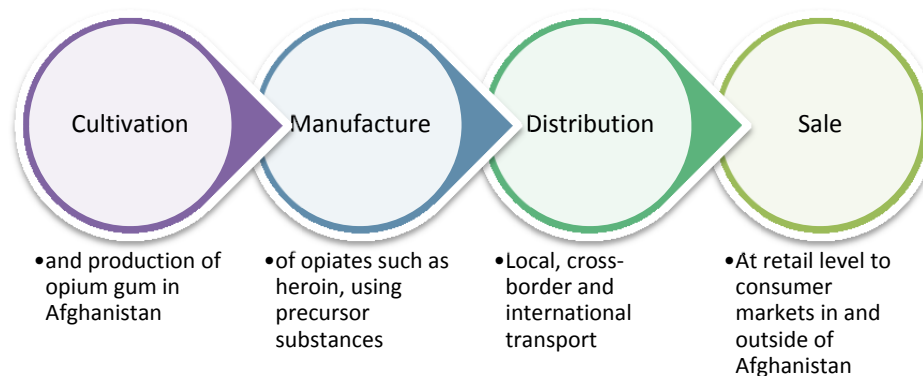 Cultivation
Manufacture
Distribution
Sale
•and production of
opium gum in
Afghanistan
•of opiates such as
heroin, using
precursor
substances
•Local, cross-
border and
international
transport
•At retail level to
consumer
markets in and
outside of
Afghanistan